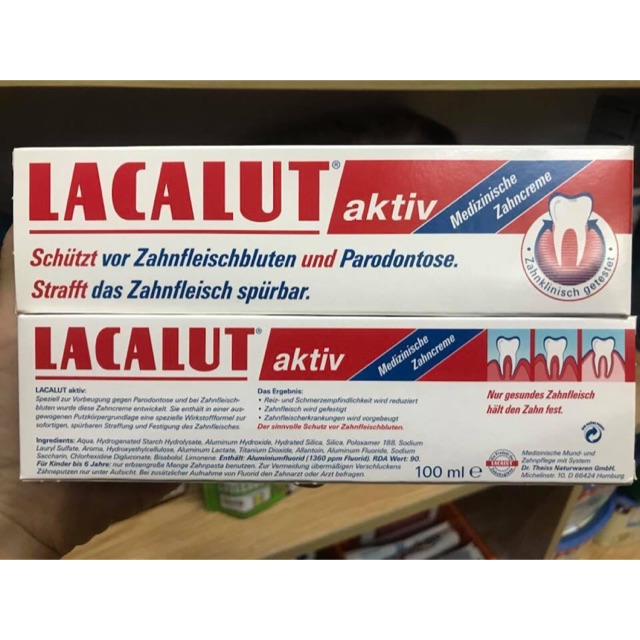 LACALUT® aktiv
Medizinische
Zahncreme
Schützt vor Zahnfleischbluten und Parodontose.
Strafft das Zahnfleisch spürbar.
Zahnklinisch getestet
LACALUT® aktiv
Medizinische
Zahncreme
LACALUT aktiv:
Speziell zur Vorbeugung gegen Parodontose und bei Zahnfleisch-
bluten wurde diese Zahncreme entwickelt. Sie enthält in einer aus-
gewogenen Putzkörpergrundlage eine spezielle Wirkstoffformel zur
sofortigen, spürbaren Straffung und Festigung des Zahnfleisches.
Das Ergebnis:
• Reiz- und Schmerzempfindlichkeit wird reduziert
• Zahnfleisch wird gefestigt
• Zahnfleischerkrankungen wird vorgebeugt
Der sinnvolle Schutz vor Zahnfleischbluten.
Nur gesundes Zahnfleisch
hält den Zahn fest.
Ingredients: Aqua, Hydrogenated Starch Hydrolysate, Aluminum Hydroxide, Hydrated Silica, Silica, Poloxamer 188, Sodium
Lauryl Sulfate, Aroma, Hydroxyethylcellulose, Aluminum Lactate, Titanium Dioxide, Allantoin, Aluminum Fluoride, Sodium
Saccharin, Chlorhexidine Digluconate, Bisabolol, Limonene. Enthält: Aluminiumfluorid (1360 ppm Fluorid). RDA Wert: 90.
Für Kinder bis 6 Jahre: nur erbsengroße Menge Zahnpasta benutzen. Zur Vermeidung übermäßigen Verschluckens
Zähneputzen nur unter Aufsicht. Bei zusätzlicher Aufnahme von Fluorid den Zahnarzt oder Arzt befragen.
100 ml e
LACALUT
Medizinische Mund- und
Zahnpflege mit System
Dr. Theiss Naturwaren GmbH,
Michelinstr. 10, D 66424 Homburg